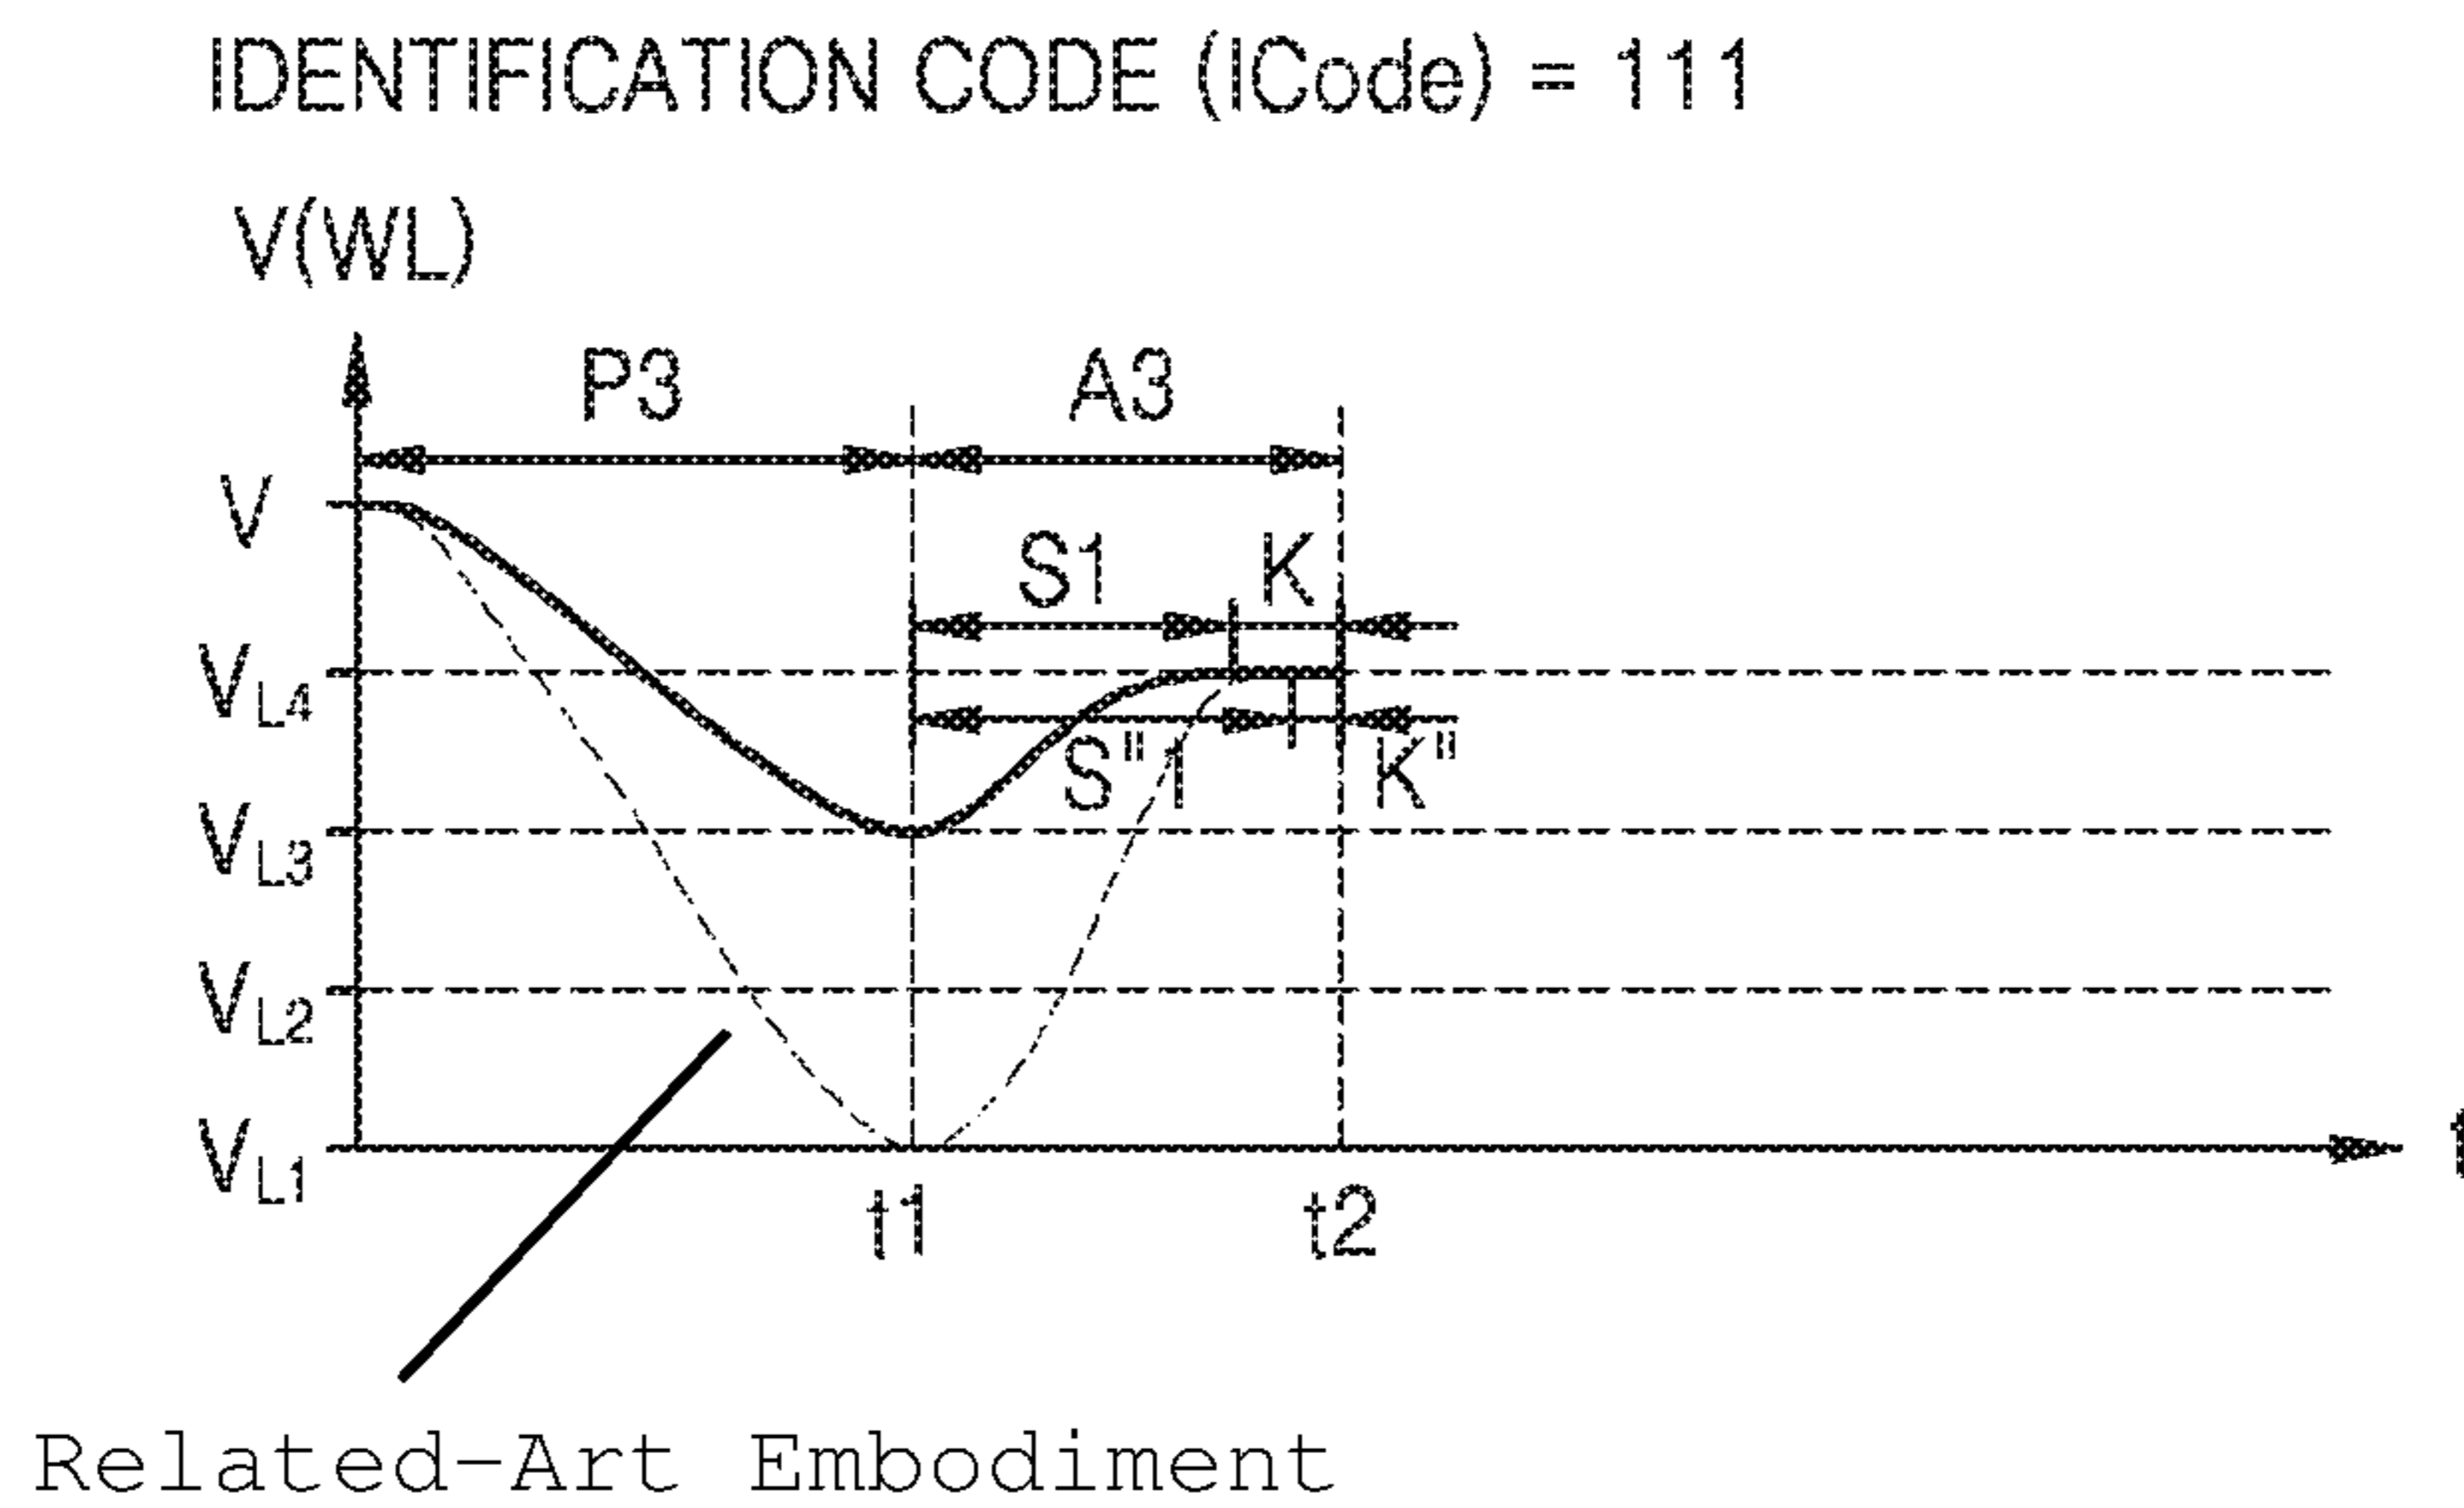 IDENTIFICATION CODE (ICode) = 111
V(WL)
P3 A3
V
S1 K
VL4
S"1 K"
VL3
VL2
VL1
t
t1 t2
Related-Art Embodiment